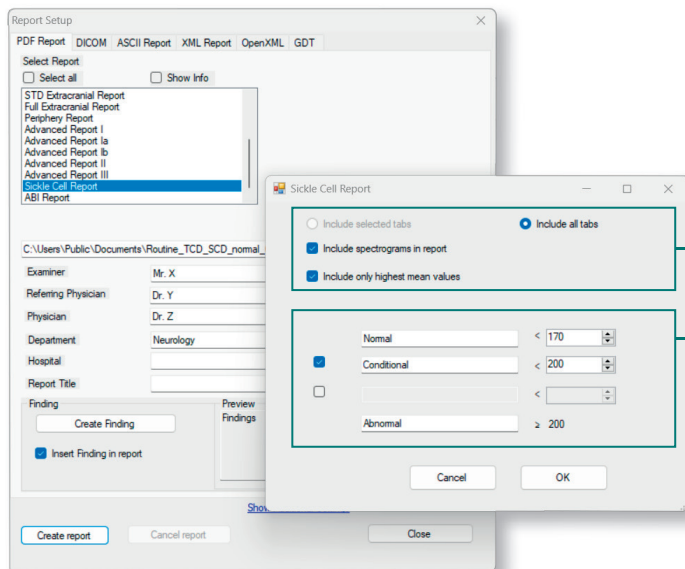 Report Setup
PDF Report DICOM ASCII Report XML Report OpenXML GDT
Select Report
Select all Show Info
STD Extracranial Report
Full Extracranial Report
Periphery Report
Advanced Report I
Advanced Report Ia
Advanced Report Ib
Advanced Report II
Advanced Report III
Sickle Cell Report
ABI Report
C:\Users\Public\Documents\Routine_TCD_SCD_normal_
Examiner Mr. X
Referring Physician Dr. Y
Physician Dr. Z
Department Neurology
Hospital
Report Title
Finding
Create Finding
Insert Finding in report
Preview
Findings
Create report Cancel report Close
Sickle Cell Report
Include selected tabs Include all tabs
Include spectrograms in report
Include only highest mean values
Normal < 170
Conditional < 200
<
Abnormal ≥ 200
Cancel OK